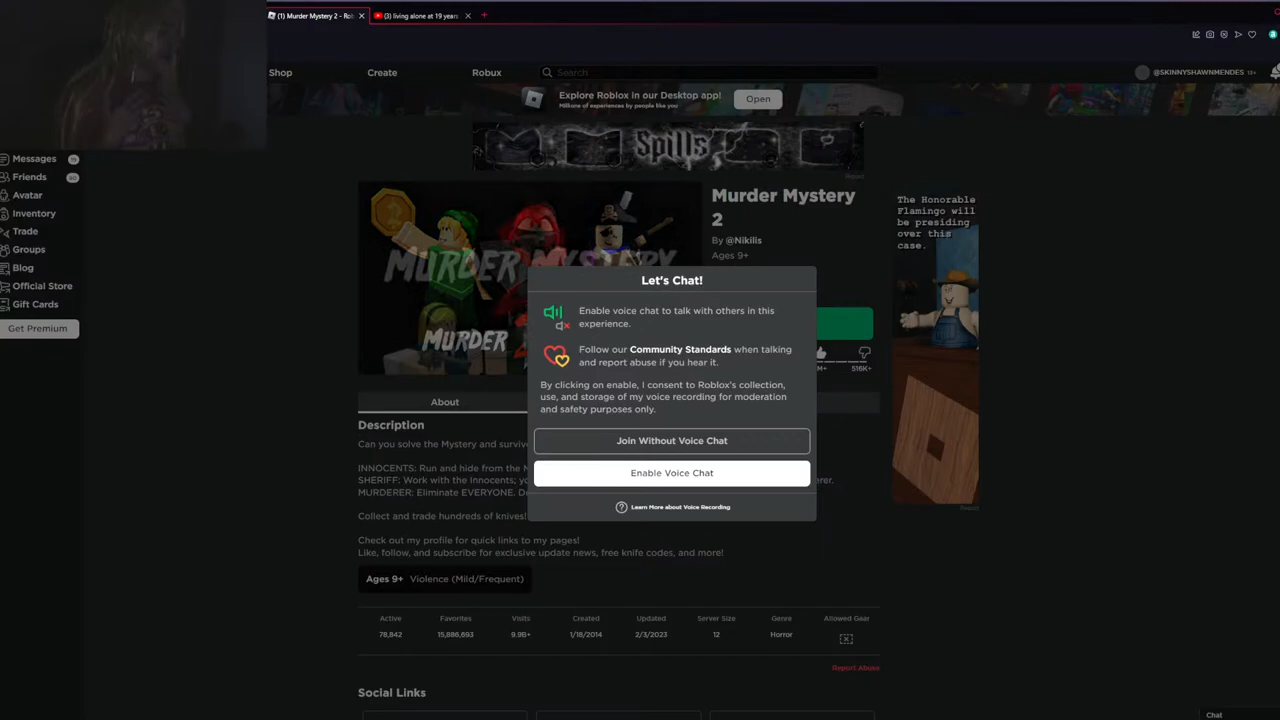 (1) Murder Mystery 2 - Rob
(3) living alone at 19 years
Shop
Create
Robux
Search
@SKINNYSHAWNMENDES 13+
Explore Roblox in our Desktop app!
Millions of experiences by people like you
Open
Spills
Report
Messages
Friends
Avatar
Inventory
Trade
Groups
Blog
Official Store
Gift Cards
Get Premium
MURDER MYSTERY
MURDER
Murder Mystery
2
By @Nikilis
Ages 9+
The Honorable
Flamingo will
be presiding
over this
case.
Report
Let's Chat!
Enable voice chat to talk with others in this
experience.
Follow our Community Standards when talking
and report abuse if you hear it.
By clicking on enable, I consent to Roblox's collection,
use, and storage of my voice recording for moderation
and safety purposes only.
Join Without Voice Chat
Enable Voice Chat
Learn More about Voice Recording
M+
516K+
About
Description
Can you solve the Mystery and surviv
INNOCENTS: Run and hide from the M
SHERIFF: Work with the Innocents; yo
rer.
MURDERER: Eliminate EVERYONE. Do
Collect and trade hundreds of knives!
Check out my profile for quick links to my pages!
Like, follow, and subscribe for exclusive update news, free knife codes, and more!
Ages 9+ Violence (Mild/Frequent)
Active Favorites Visits Created Updated Server Size Genre Allowed Gear
78,842 15,886,693 9.9B+ 1/18/2014 2/3/2023 12 Horror
Report Abuse
Social Links
Chat